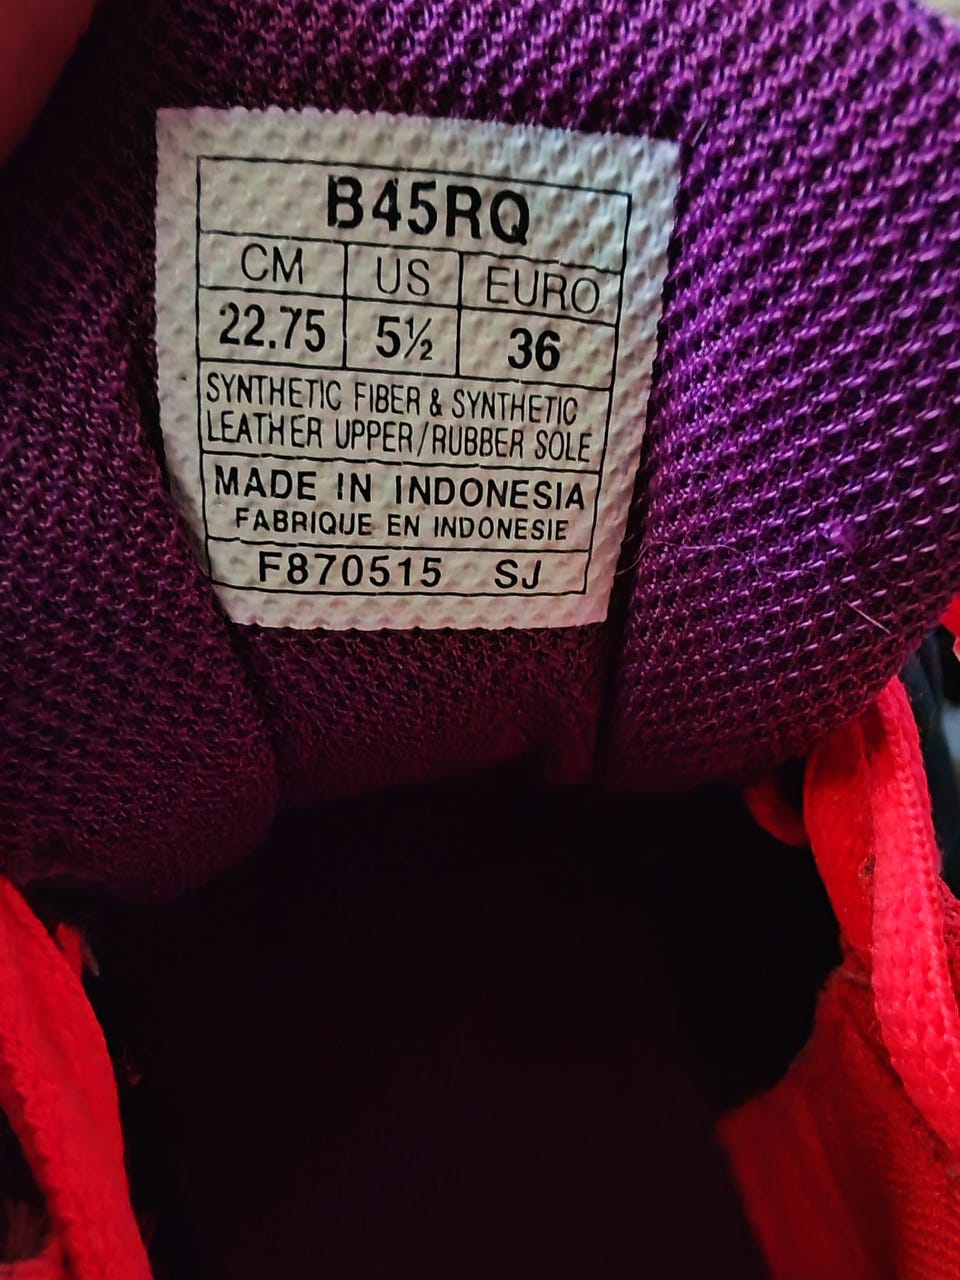 B45RQ
CM US EURO
22.75 5½ 36
SYNTHETIC FIBER & SYNTHETIC
LEATHER UPPER/RUBBER SOLE
MADE IN INDONESIA
FABRIQUE EN INDONESIE
F870515 SJ